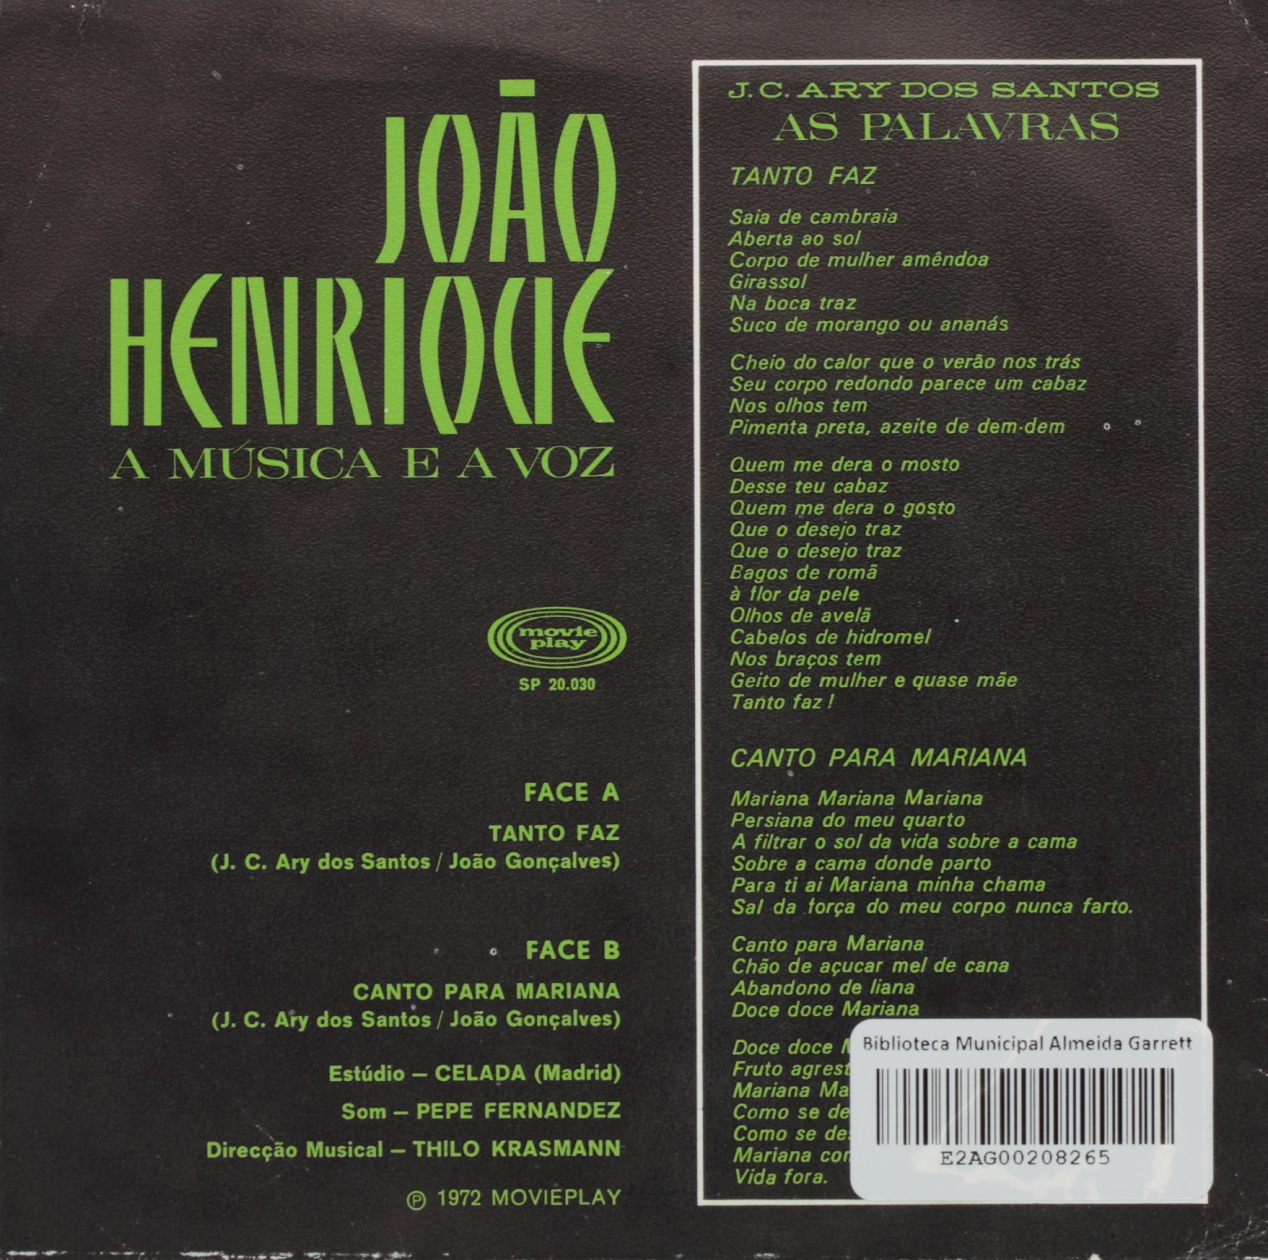 JOÃO
HENRIQUE
A MÚSICA E A VOZ
movie
play
SP 20.030
FACE A
TANTO FAZ
(J. C. Ary dos Santos / João Gonçalves)
FACE B
CANTO PARA MARIANA
(J. C. Ary dos Santos / João Gonçalves)
Estúdio — CELADA (Madrid)
Som — PEPE FERNANDEZ
Direcção Musical — THILO KRASMANN
℗ 1972 MOVIEPLAY
J. C. ARY DOS SANTOS
AS PALAVRAS
TANTO FAZ
Saia de cambraia
Aberta ao sol
Corpo de mulher amêndoa
Girassol
Na boca traz
Suco de morango ou ananás
Cheio do calor que o verão nos trás
Seu corpo redondo parece um cabaz
Nos olhos tem
Pimenta preta, azeite de dem-dem
Quem me dera o mosto
Desse teu cabaz
Quem me dera o gosto
Que o desejo traz
Que o desejo traz
Bagos de romã
à flor da pele
Olhos de avelã
Cabelos de hidromel
Nos braços tem
Geito de mulher e quase mãe
Tanto faz !
CANTO PARA MARIANA
Mariana Mariana Mariana
Persiana do meu quarto
A filtrar o sol da vida sobre a cama
Sobre a cama donde parto
Para ti ai Mariana minha chama
Sal da força do meu corpo nunca farto.
Canto para Mariana
Chão de açucar mel de cana
Abandono de liana
Doce doce Mariana
Doce doce
Fruto
Mariana
Como se
Como se
Mariana
Vida fora.
Biblioteca Municipal Almeida Garrett
E2AG00208265